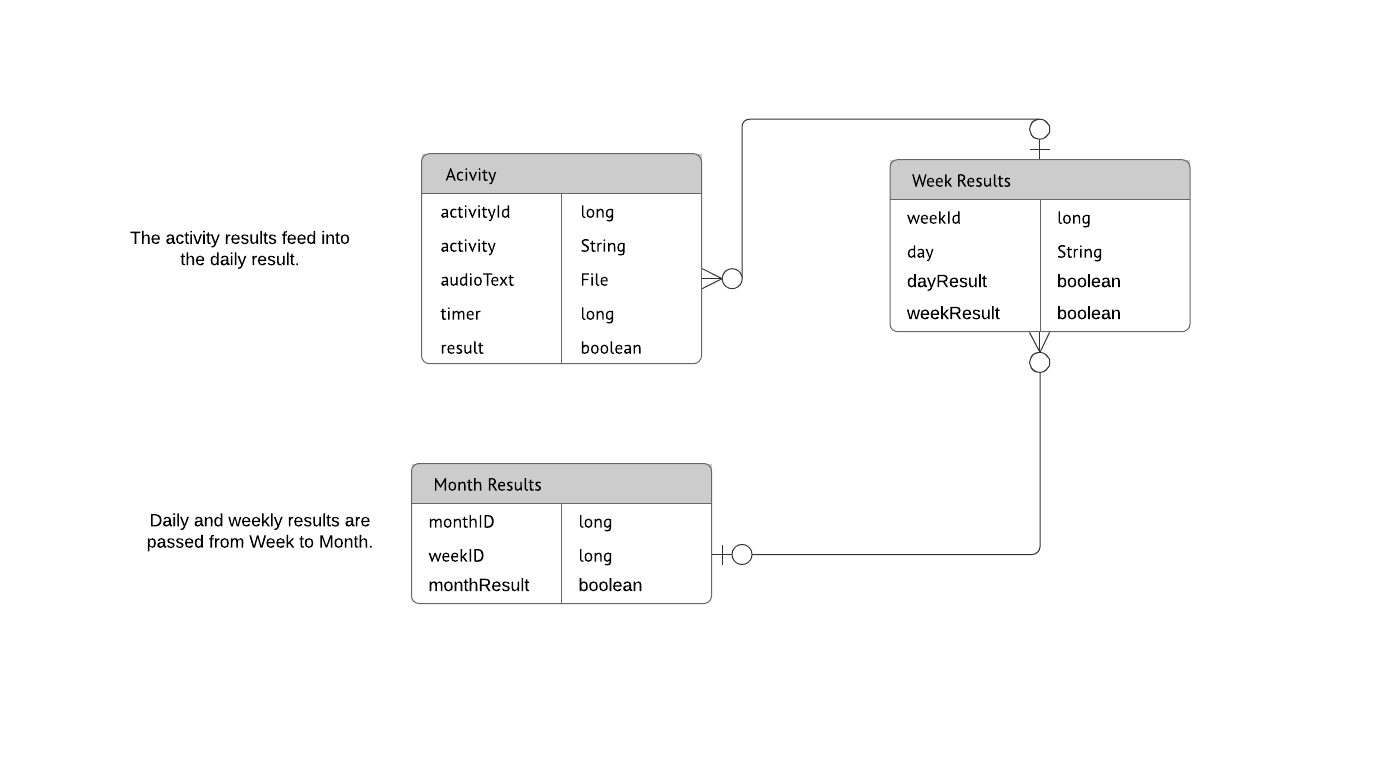 Acivity
activityId long
activity String
audioText File
timer long
result boolean
The activity results feed into
the daily result.
Week Results
weekId long
day String
dayResult boolean
weekResult boolean
Month Results
monthID long
weekID long
monthResult boolean
Daily and weekly results are
passed from Week to Month.